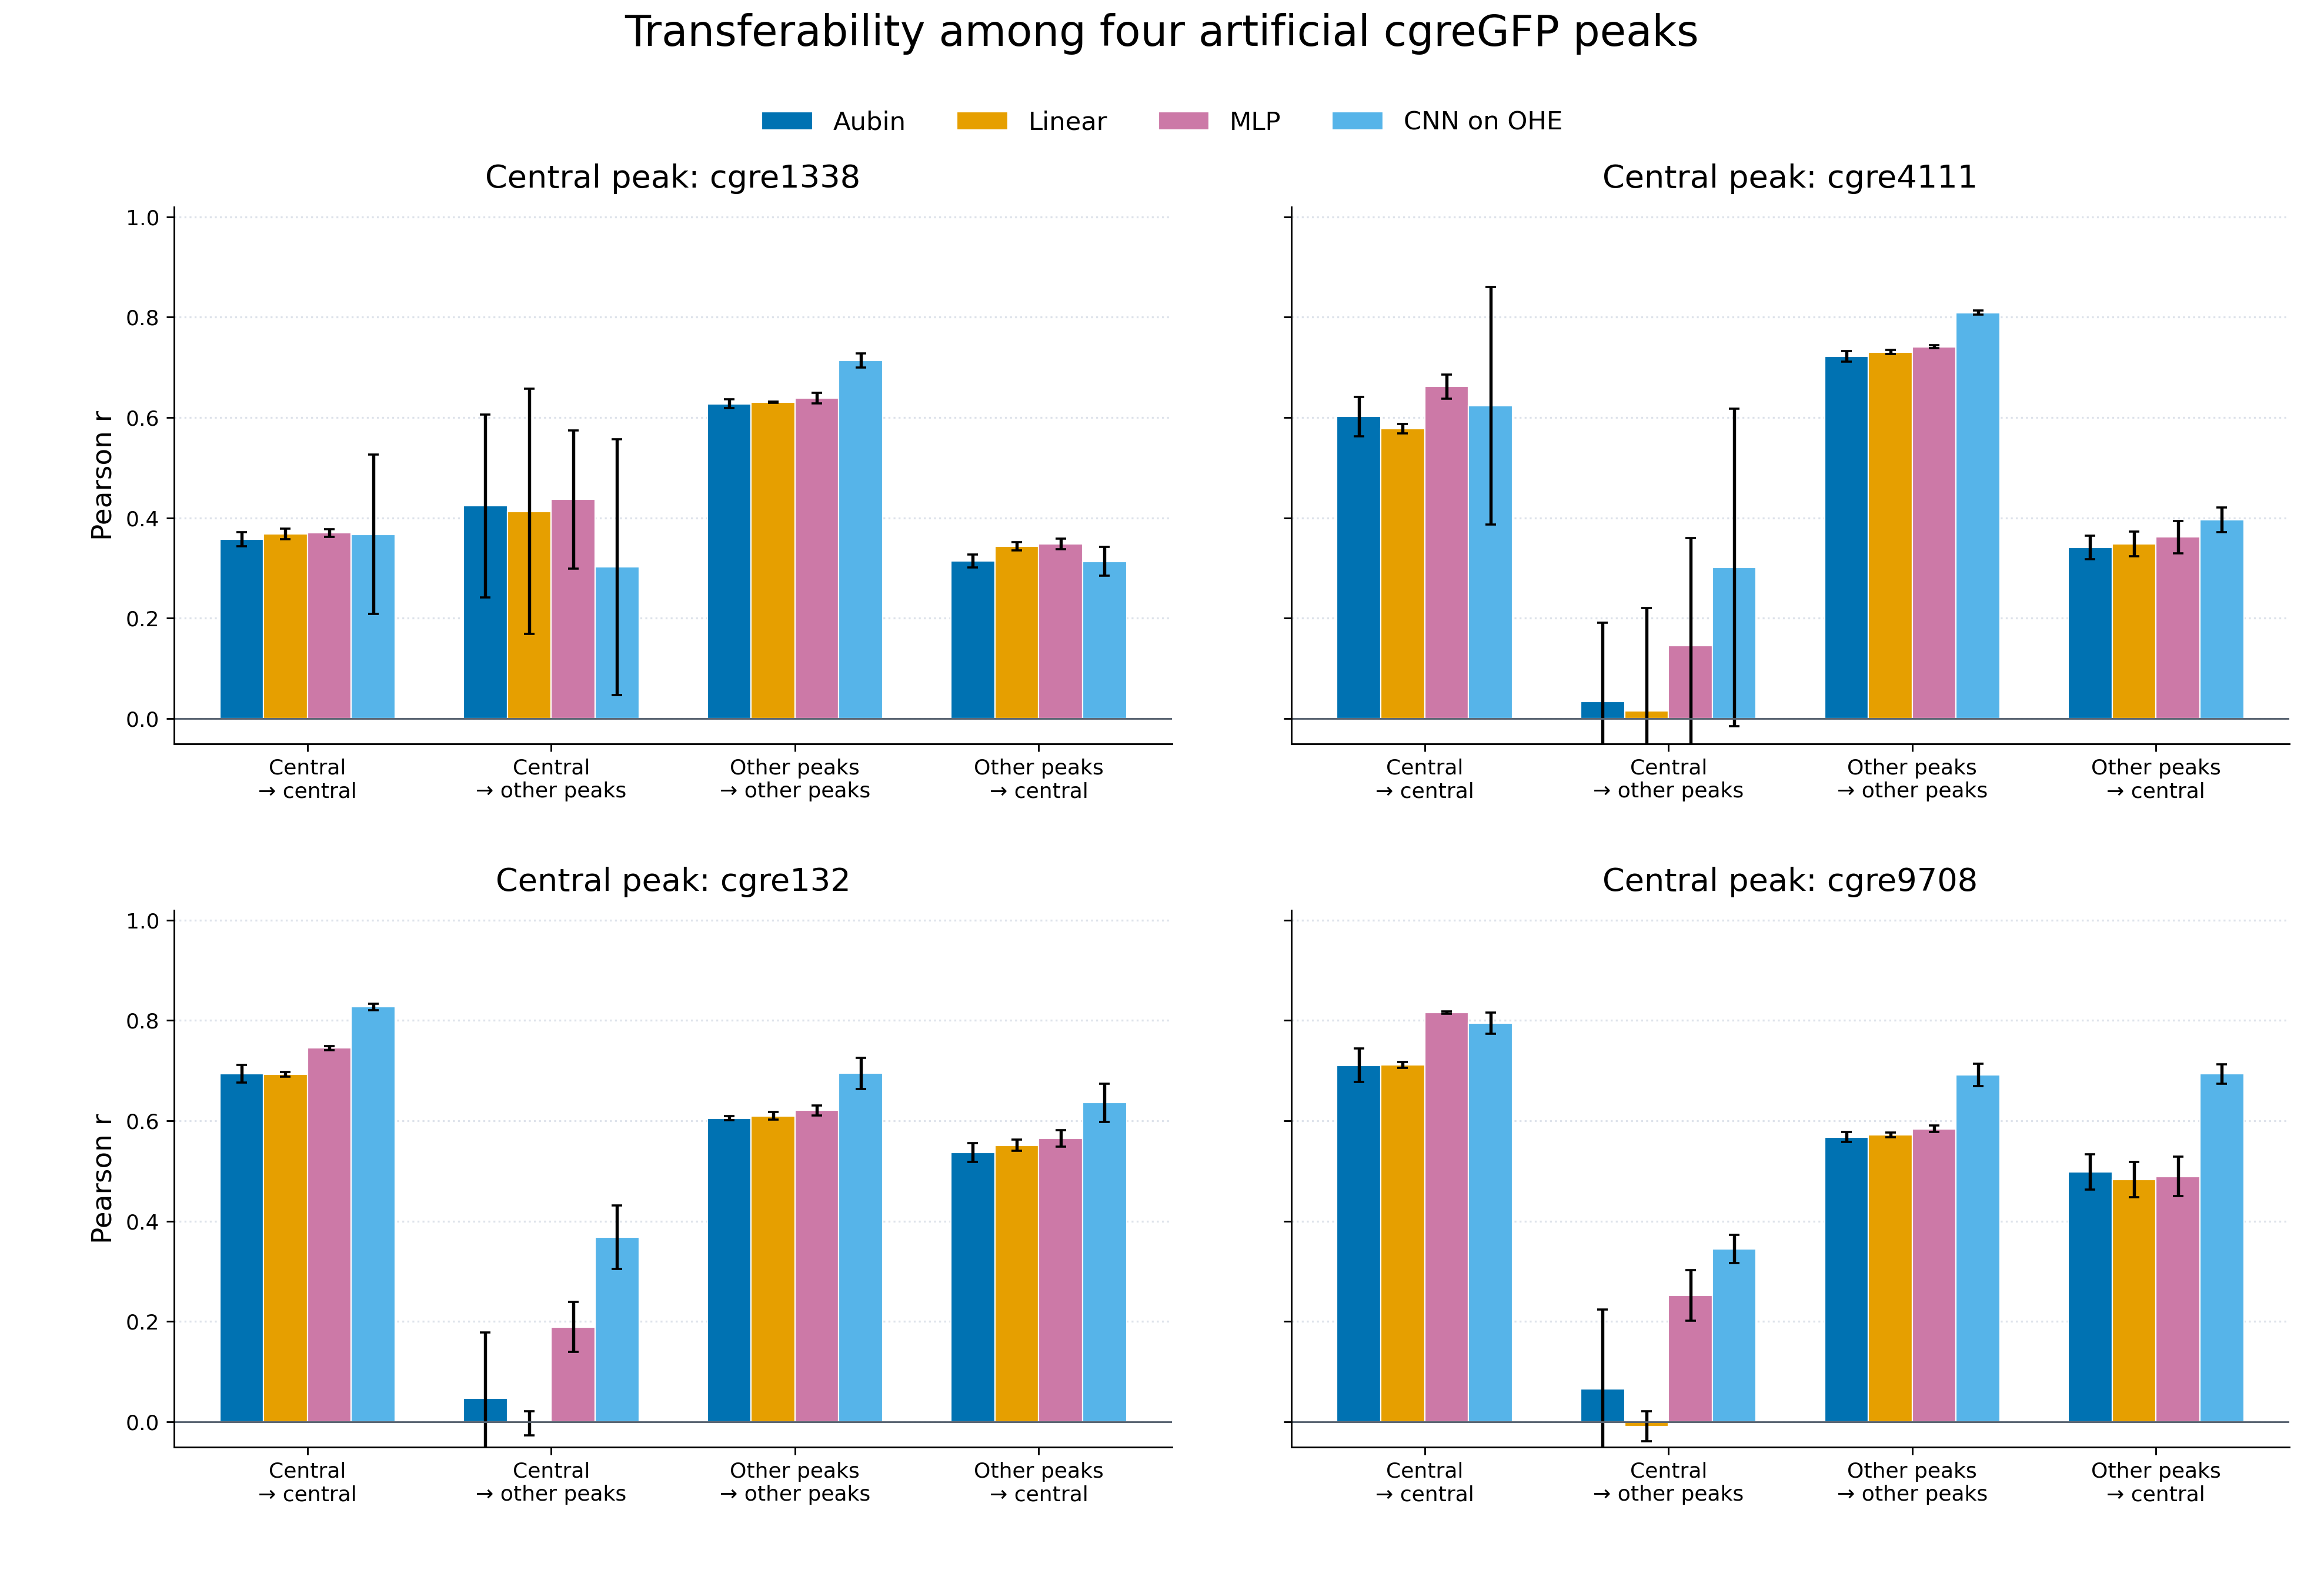 Transferability among four artificial cgreGFP peaks
Aubin
Linear
MLP
CNN on OHE
Central peak: cgre1338
Pearson r
1.0
0.8
0.6
0.4
0.2
0.0
Central
→ central
Central
→ other peaks
Other peaks
→ other peaks
Other peaks
→ central
Central peak: cgre4111
Central
→ central
Central
→ other peaks
Other peaks
→ other peaks
Other peaks
→ central
Central peak: cgre132
Pearson r
1.0
0.8
0.6
0.4
0.2
0.0
Central
→ central
Central
→ other peaks
Other peaks
→ other peaks
Other peaks
→ central
Central peak: cgre9708
Central
→ central
Central
→ other peaks
Other peaks
→ other peaks
Other peaks
→ central